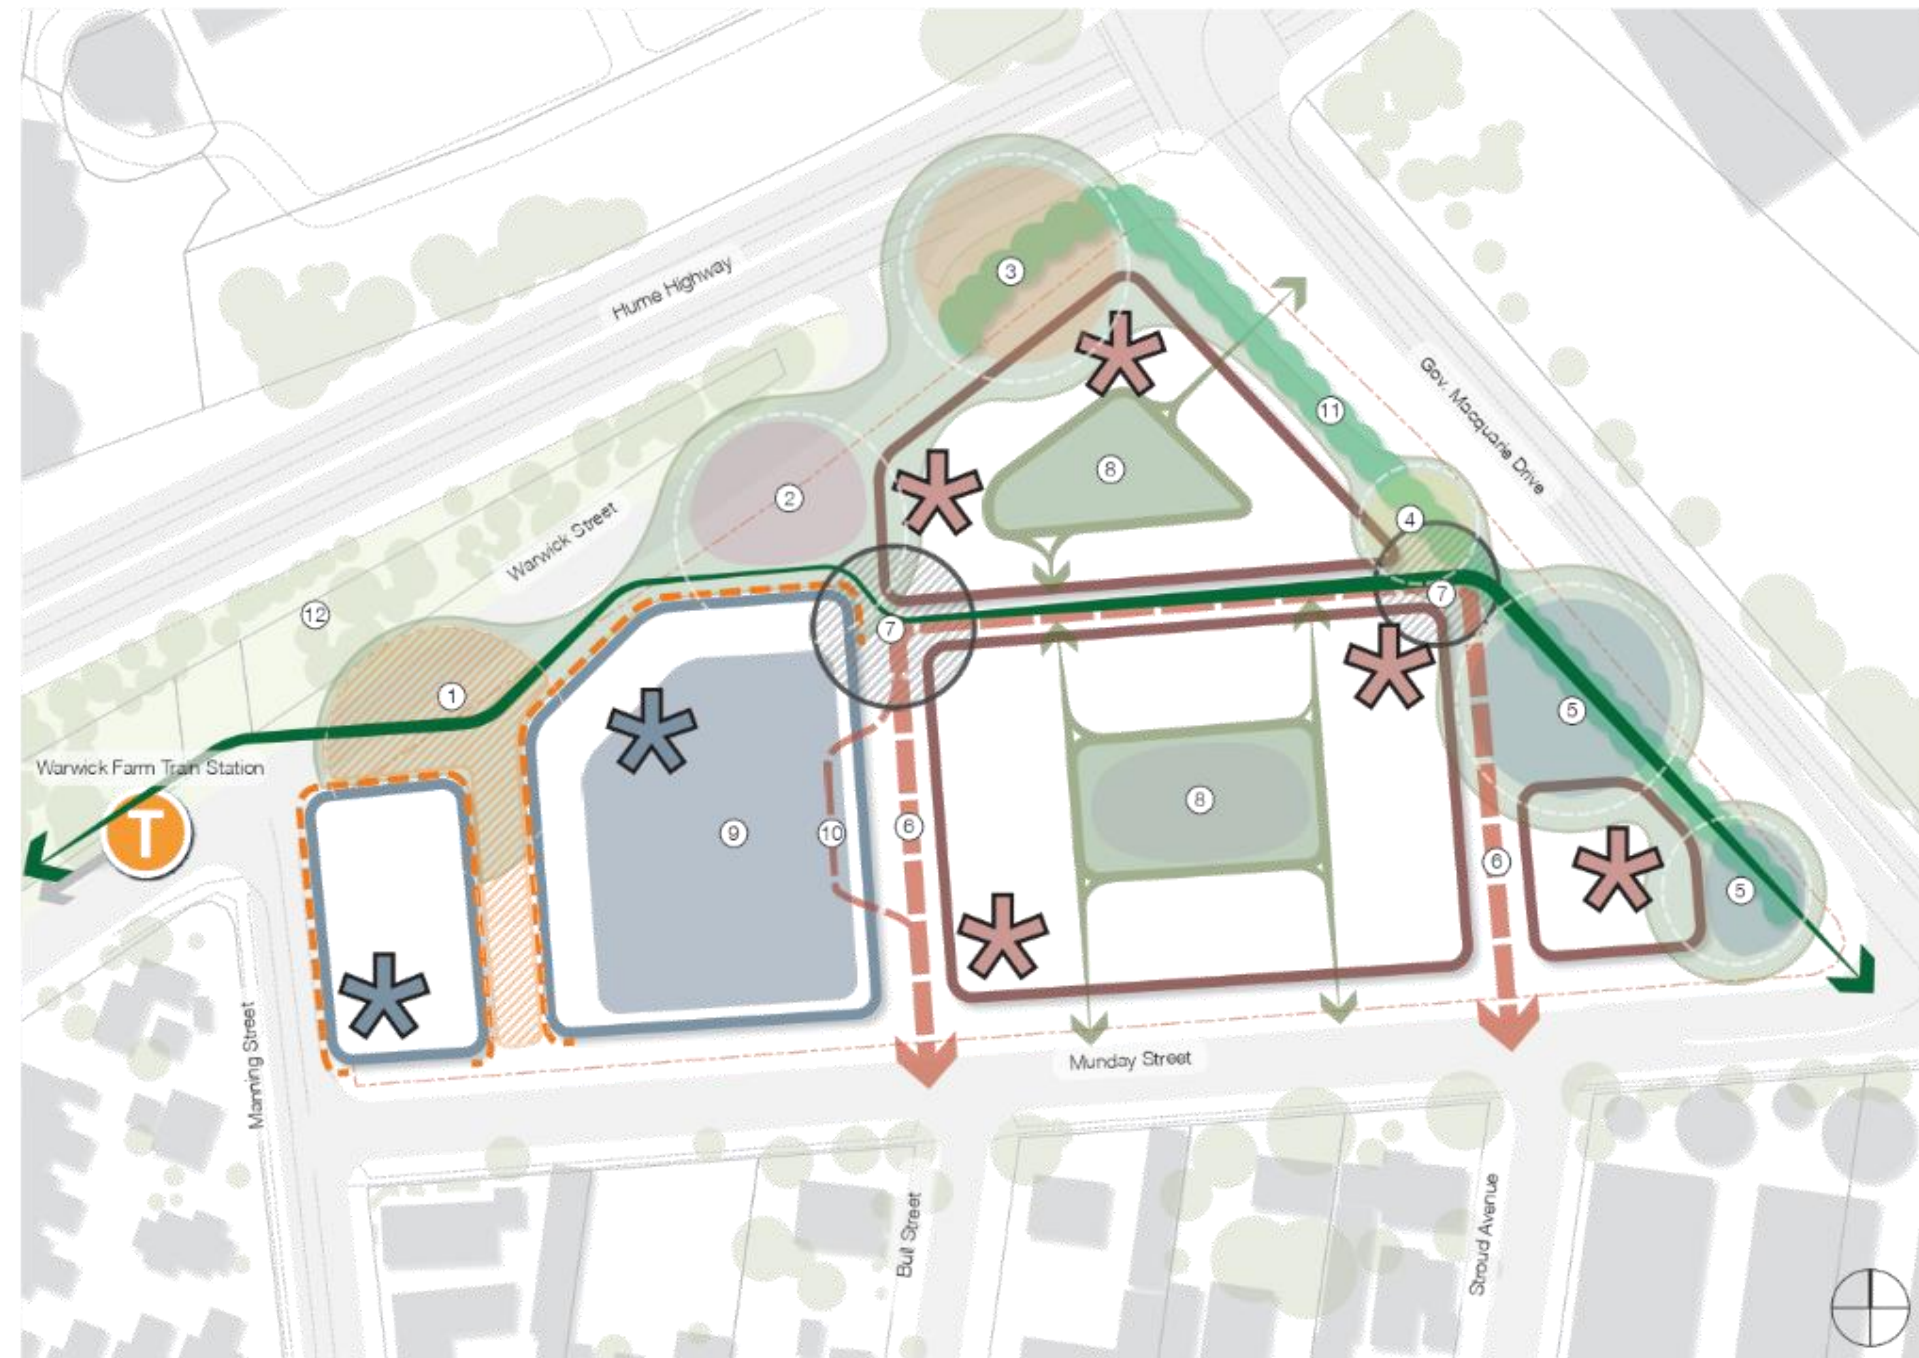 Hume Highway
3
Gov. Macquarie Drive
11
8
2
4
Warwick Street
7
12
7
1
5
Warwick Farm Train Station
T
8
9
10
6
6
5
Manning Street
Munday Street
Bull Street
Stroud Avenue